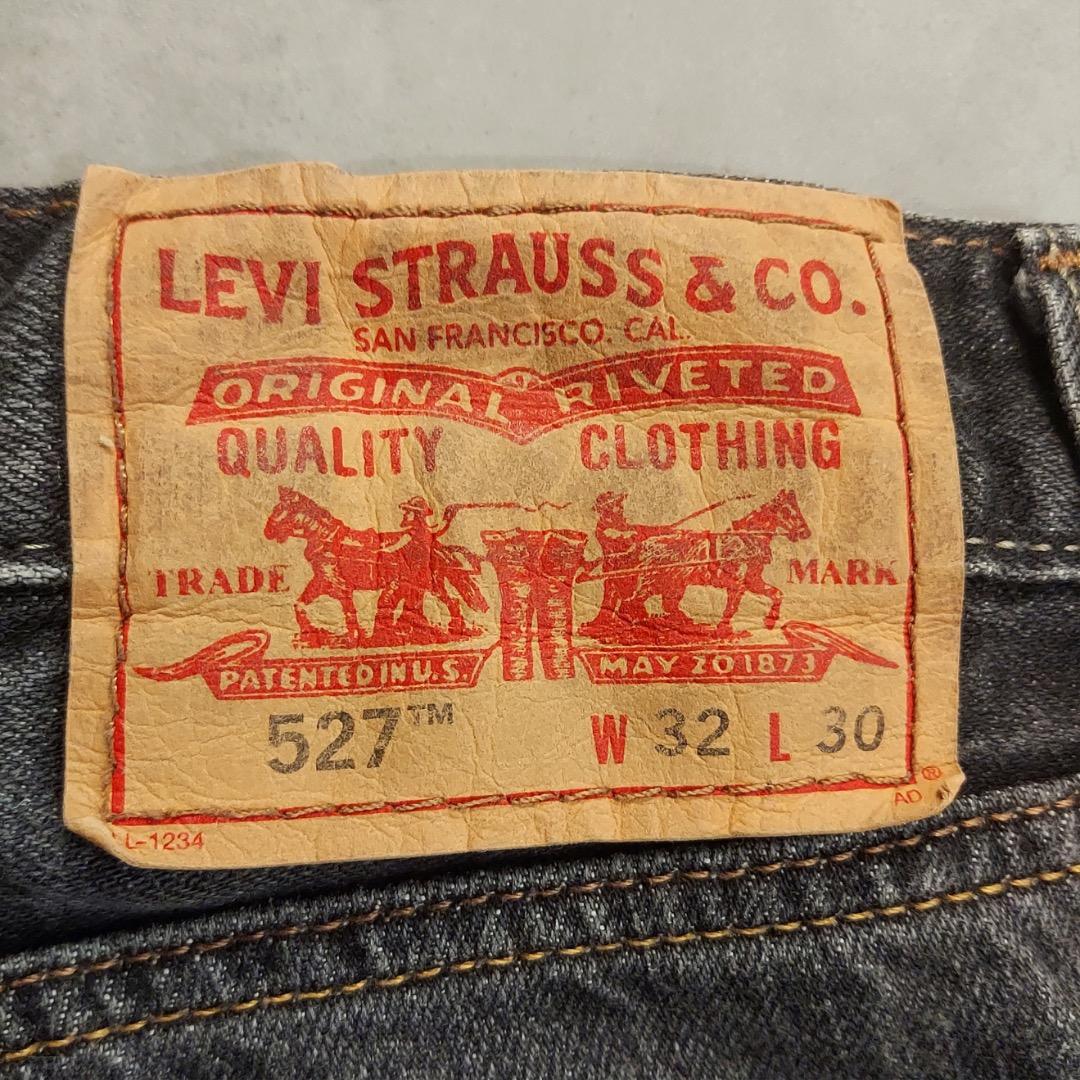 LEVI STRAUSS & CO.
SAN FRANCISCO. CAL.
ORIGINAL RIVETED
QUALITY CLOTHING
TRADE MARK
PATENTED IN U.S. MAY 20 1873
527™ W 32 L 30
AD ®
L-1234